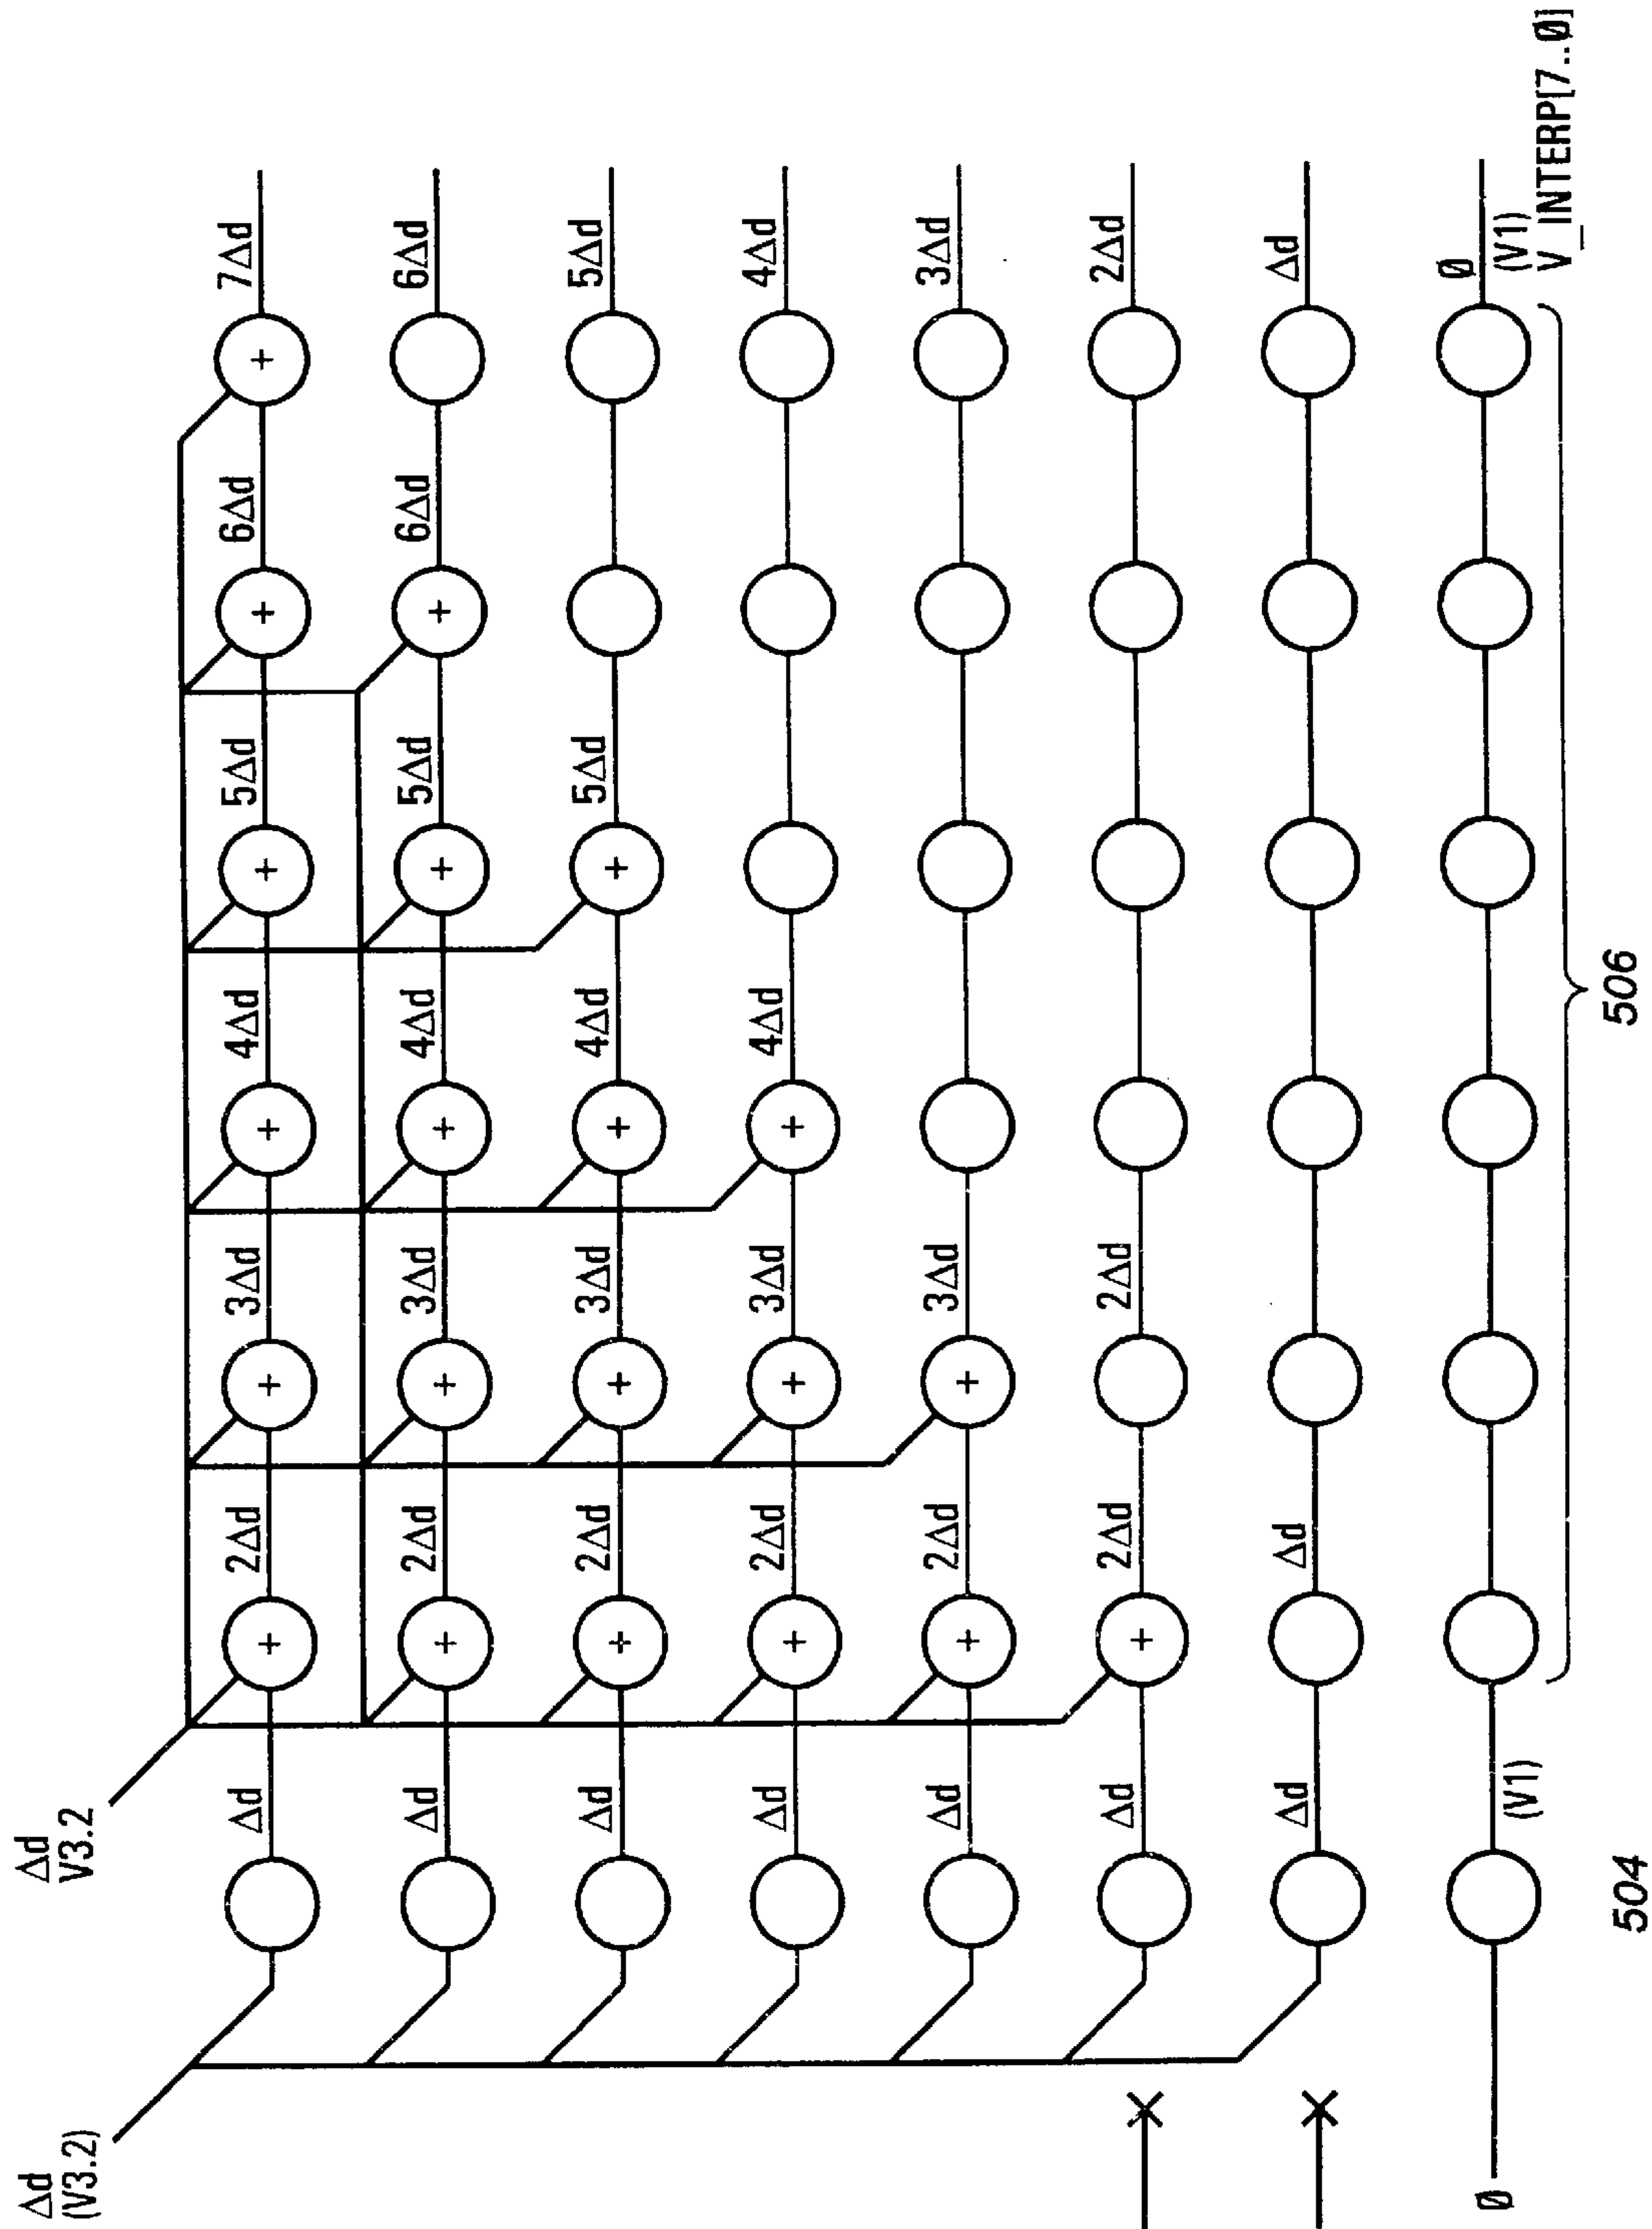 Δd
(V3.2)
Δd
V3.2
Δd 2Δd 3Δd 4Δd 5Δd 6Δd 7Δd
Δd 2Δd 3Δd 4Δd 5Δd 6Δd 6Δd
Δd 2Δd 3Δd 4Δd 5Δd 5Δd
Δd 2Δd 3Δd 4Δd 4Δd
Δd 2Δd 3Δd 3Δd
Δd 2Δd 2Δd 2Δd
Δd Δd Δd
Ø Ø
(V1) (V1)
V_INTERP[7..Ø]
504 506